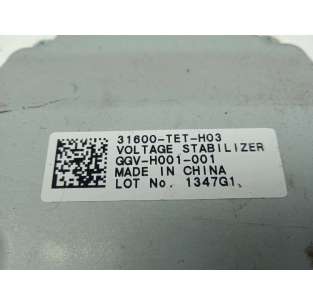 31600-TET-H03
VOLTAGE STABILIZER
GGV-H001-001
MADE IN CHINA
LOT No. 1347G1.